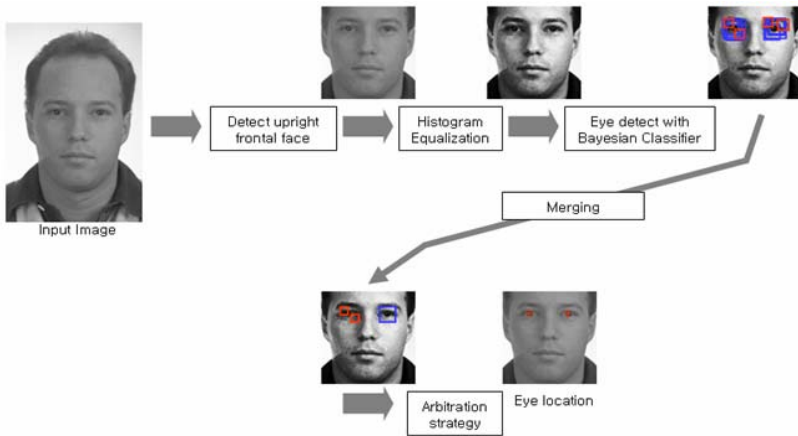 Detect upright
frontal face
Histogram
Equalization
Eye detect with
Bayesian Classifier
Input Image
Merging
Arbitration
strategy
Eye location